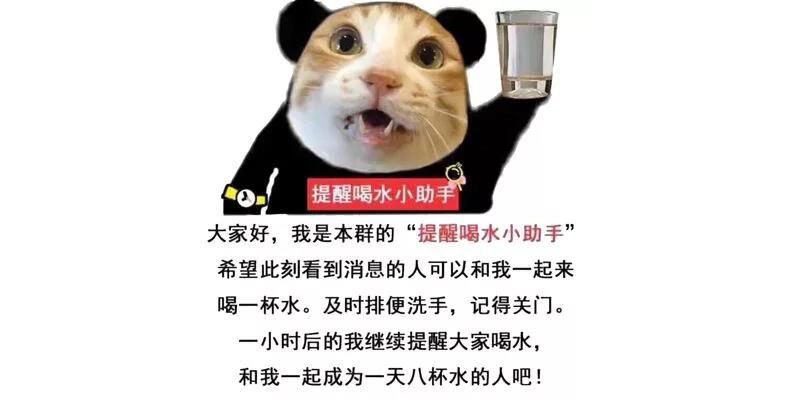 提醒喝水小助手
大家好，我是本群的“提醒喝水小助手”
希望此刻看到消息的人可以和我一起来
喝一杯水。及时排便洗手，记得关门。
一小时后的我继续提醒大家喝水，
和我一起成为一天八杯水的人吧！